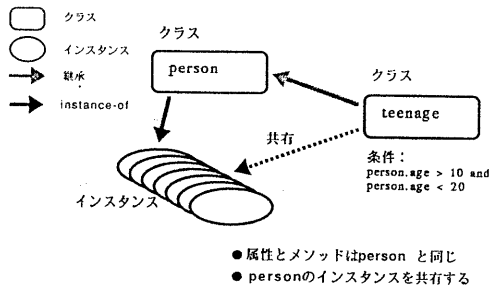 クラス
インスタンス
継承
instance-of
クラス
person
クラス
teenage
共有
条件：
person.age > 10 and
person.age < 20
インスタンス
●属性とメソッドはperson と同じ
●personのインスタンスを共有する